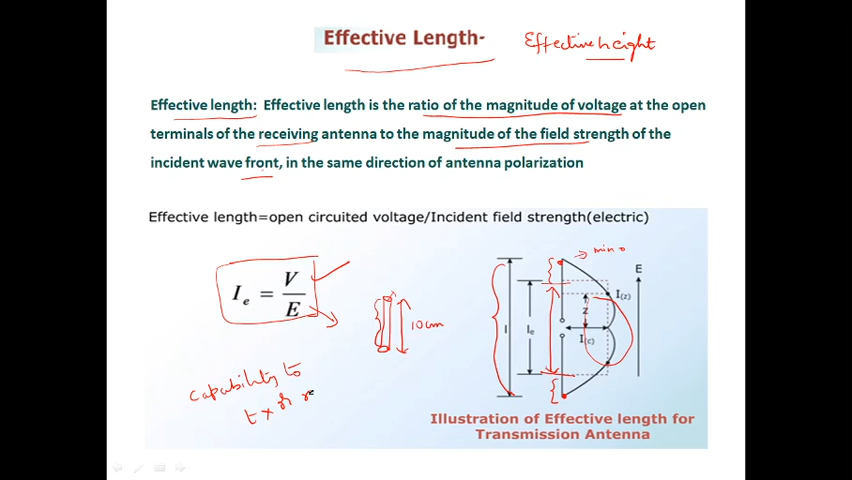 Effective Length-
Effective height
Effective length: Effective length is the ratio of the magnitude of voltage at the open
terminals of the receiving antenna to the magnitude of the field strength of the
incident wave front, in the same direction of antenna polarization
Effective length=open circuited voltage/Incident field strength(electric)
I e = V
E
10cm
capability to
tx or r
min 0
E
I(z)
z
l
le
I(c)
Illustration of Effective length for
Transmission Antenna